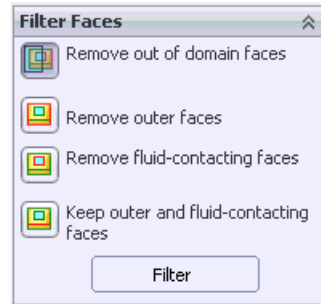 Filter Faces
Remove out of domain faces
Remove outer faces
Remove fluid-contacting faces
Keep outer and fluid-contacting
faces
Filter